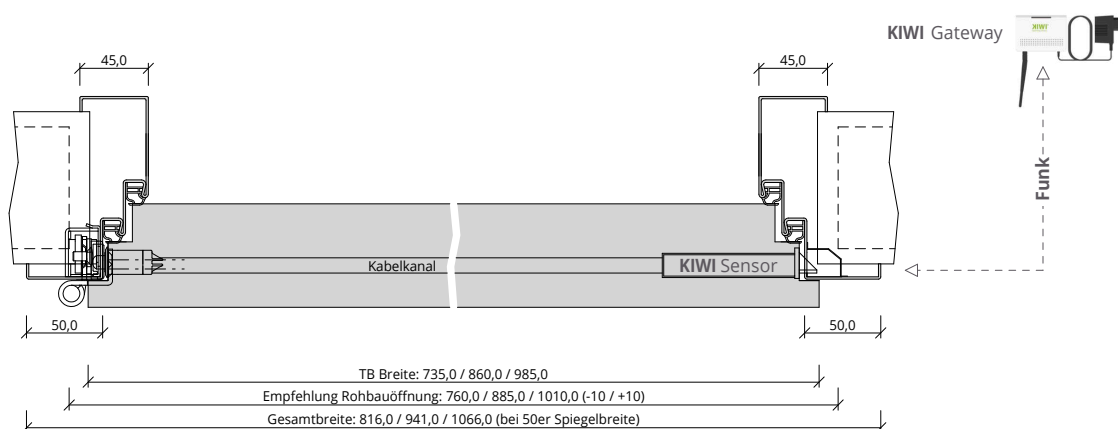 KIWI Gateway
KIWI
45,0
45,0
Funk
Kabelkanal
KIWI Sensor
50,0
50,0
TB Breite: 735,0 / 860,0 / 985,0
Empfehlung Rohbauöffnung: 760,0 / 885,0 / 1010,0 (-10 / +10)
Gesamtbreite: 816,0 / 941,0 / 1066,0 (bei 50er Spiegelbreite)